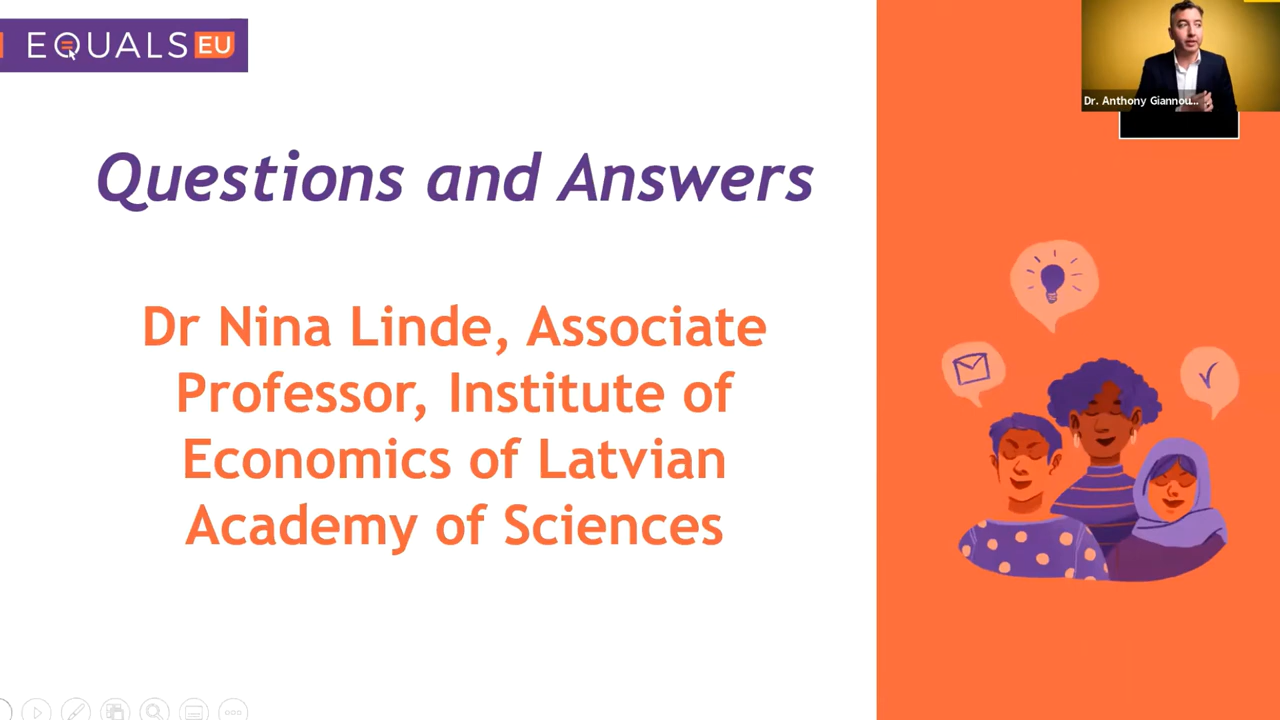 EQUALS EU
Dr. Anthony Giannou...
Questions and Answers
Dr Nina Linde, Associate
Professor, Institute of
Economics of Latvian
Academy of Sciences